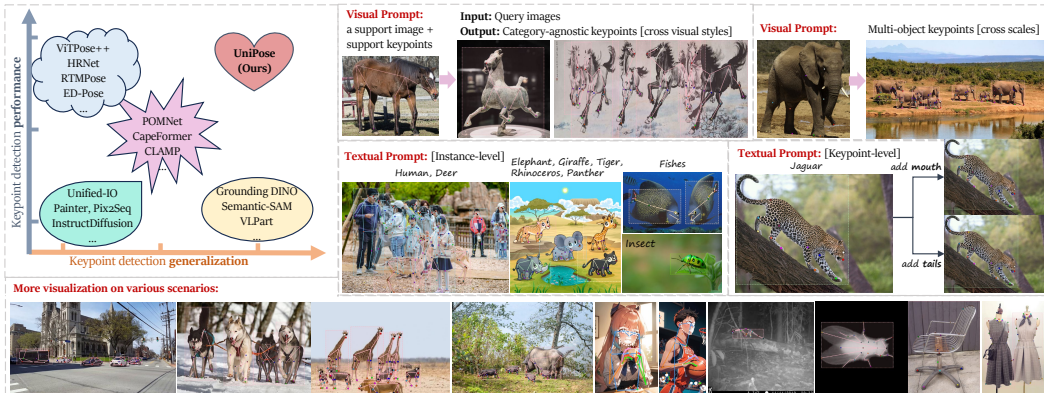 Keypoint detection performance
ViTPose++
HRNet
RTMPose
ED-Pose
...
UniPose
(Ours)
POMNet
CapeFormer
CLAMP
...
Unified-IO
Painter, Pix2Seq
InstructDiffusion
...
Grounding DINO
Semantic-SAM
VLPart
...
Keypoint detection generalization
Visual Prompt:
a support image +
support keypoints
Input: Query images
Output: Category-agnostic keypoints [cross visual styles]
Visual Prompt:
Multi-object keypoints [cross scales]
Textual Prompt: [Instance-level]
Human, Deer
Elephant, Giraffe, Tiger,
Rhinoceros, Panther
Fishes
Insect
Textual Prompt: [Keypoint-level]
Jaguar
add mouth
add tails
More visualization on various scenarios: